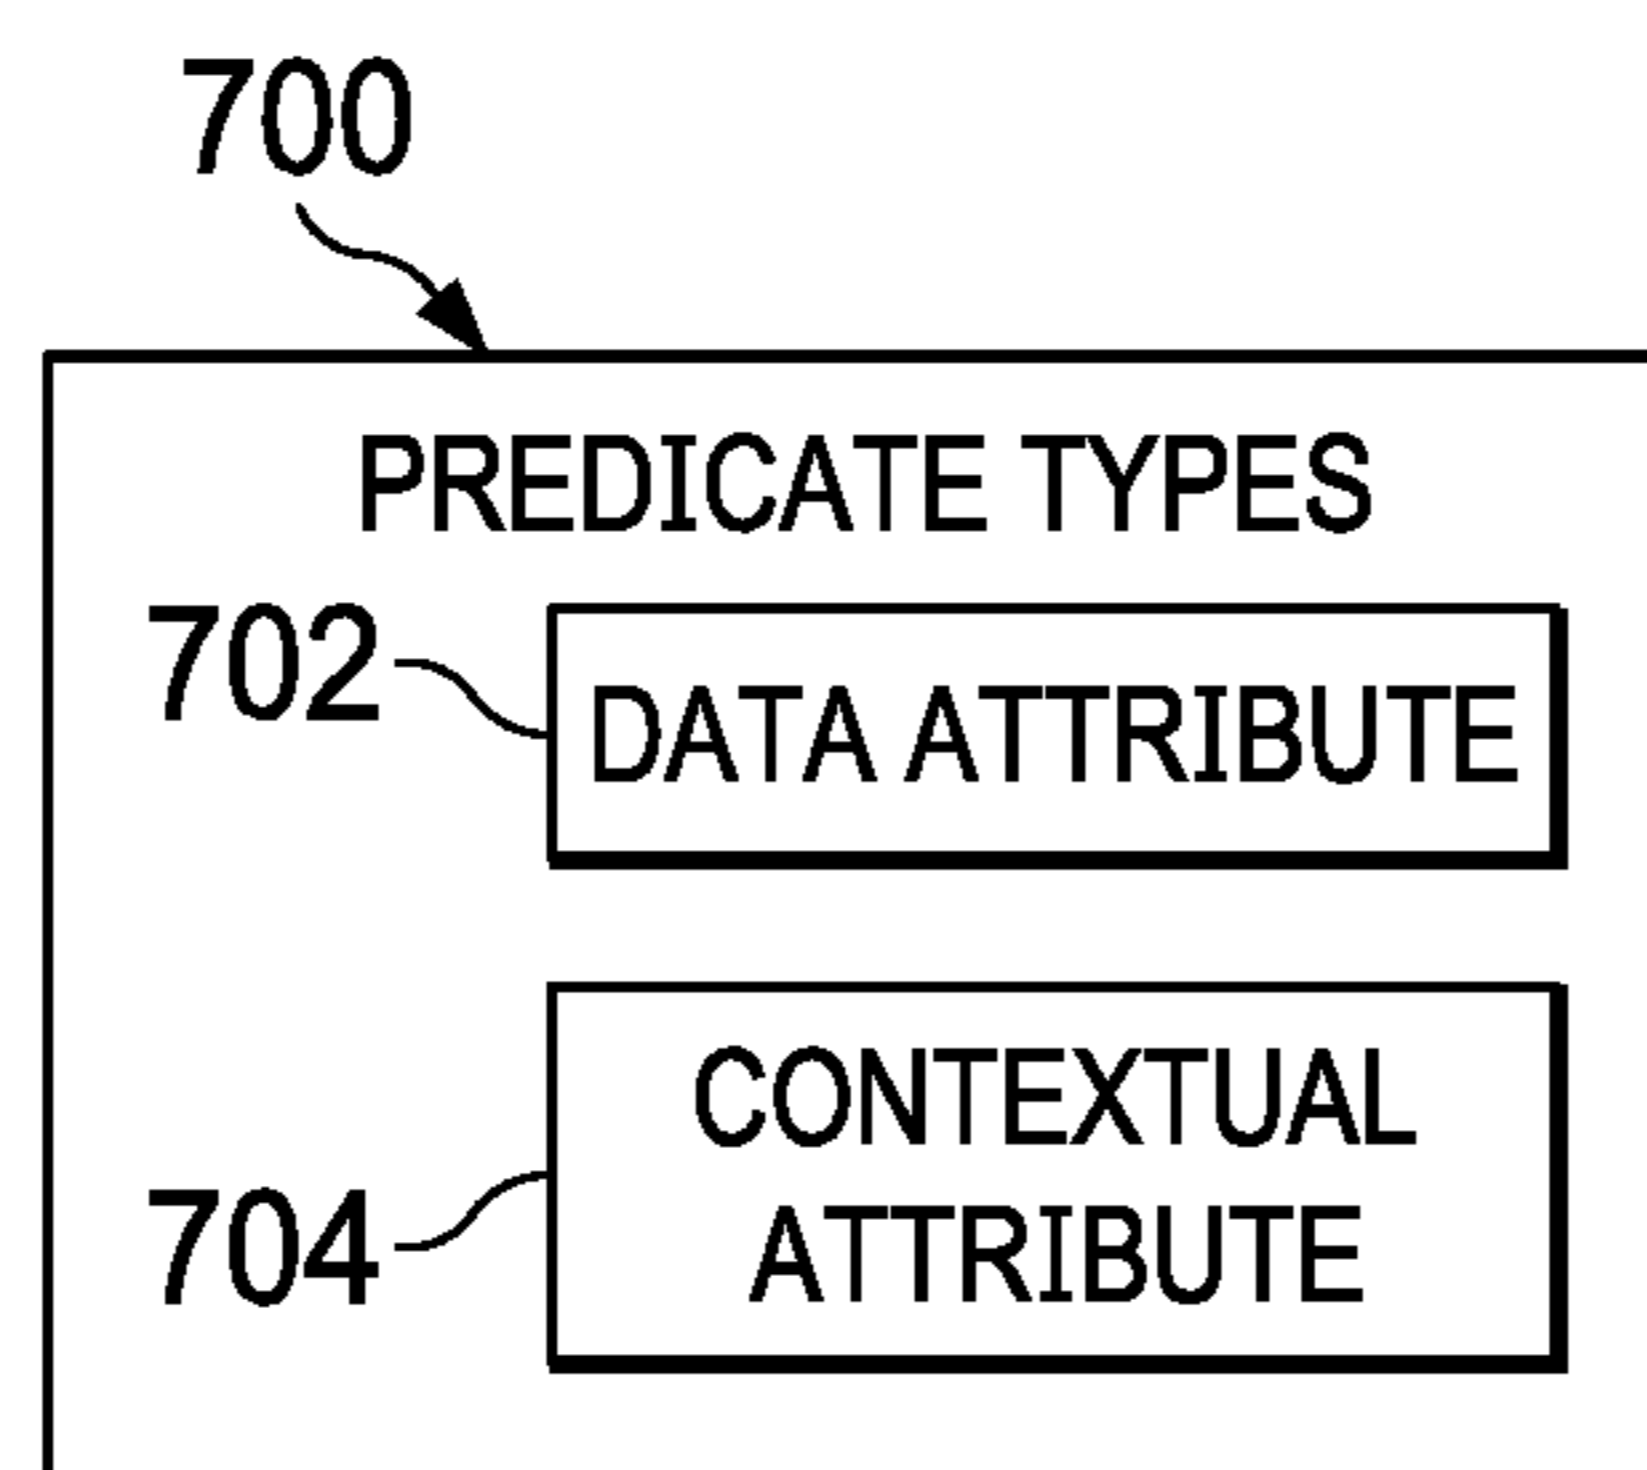 700
PREDICATE TYPES
702
DATA ATTRIBUTE
CONTEXTUAL
704
ATTRIBUTE